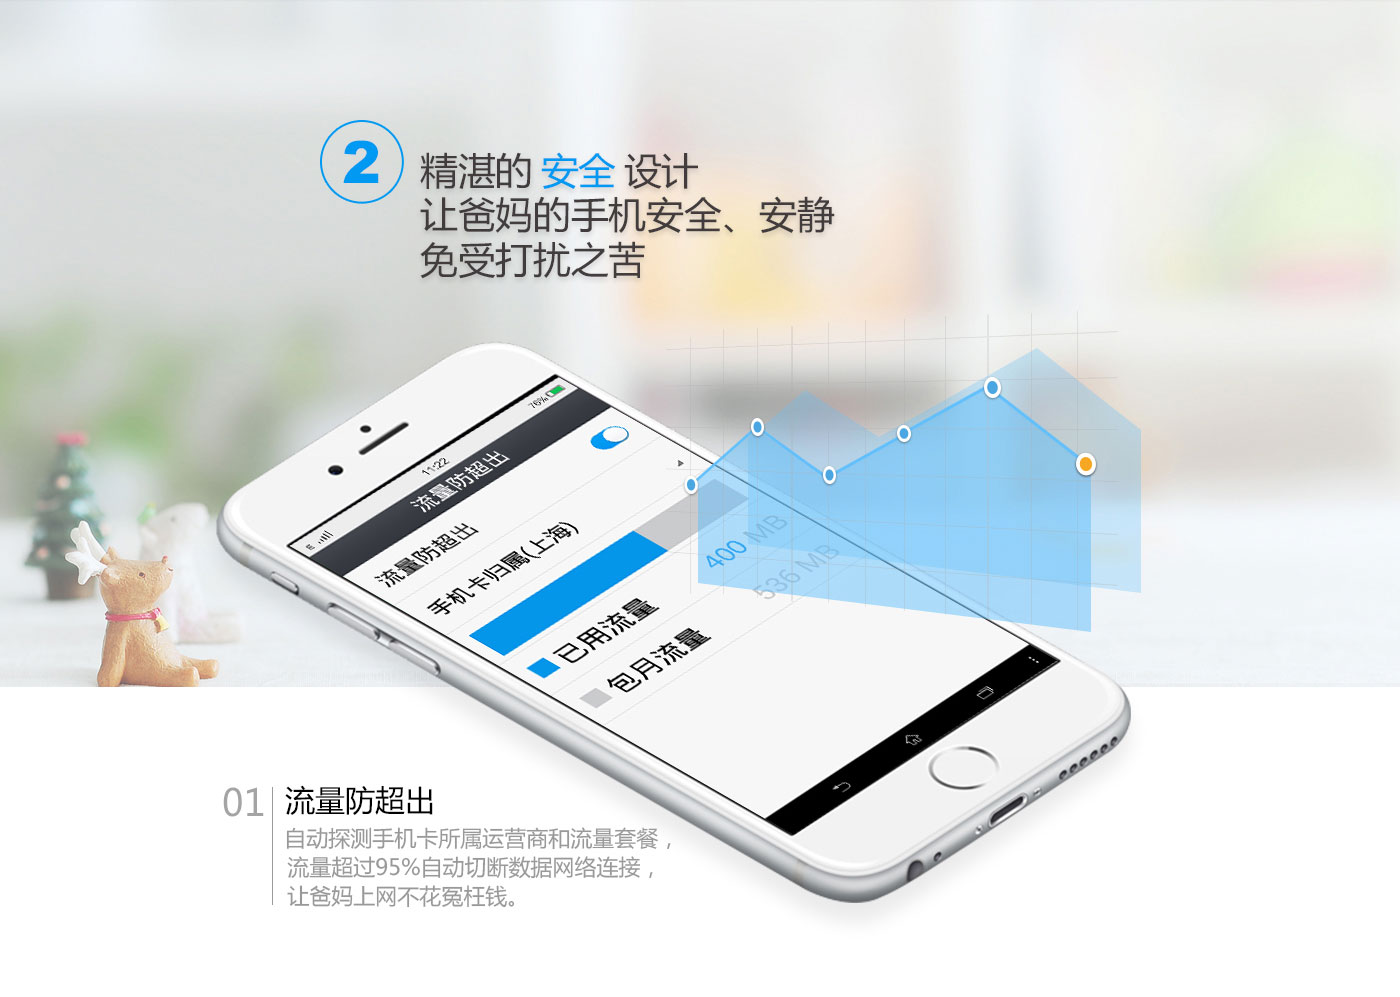 2
精湛的 安全 设计
让爸妈的手机安全、安静
免受打扰之苦
76%
11:22
流量防超出
流量防超出
手机卡归属(上海)
已用流量 400 MB
包月流量 536 MB
01
流量防超出
自动探测手机卡所属运营商和流量套餐，
流量超过95%自动切断数据网络连接，
让爸妈上网不花冤枉钱。